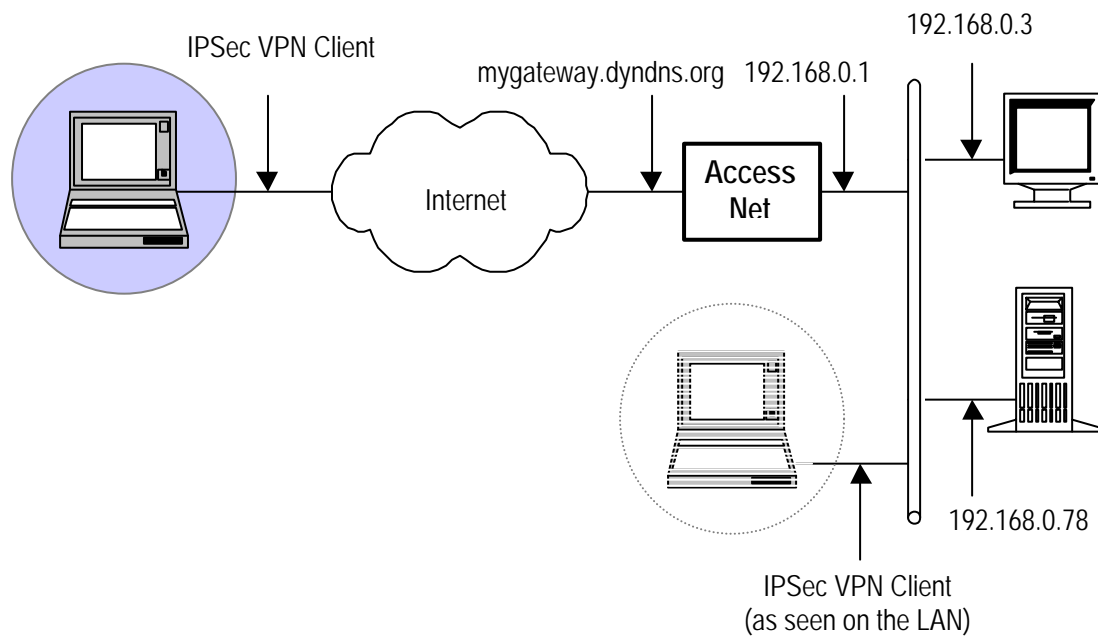 192.168.0.3
IPSec VPN Client
mygateway.dyndns.org 192.168.0.1
Internet
Access
Net
192.168.0.78
IPSec VPN Client
(as seen on the LAN)